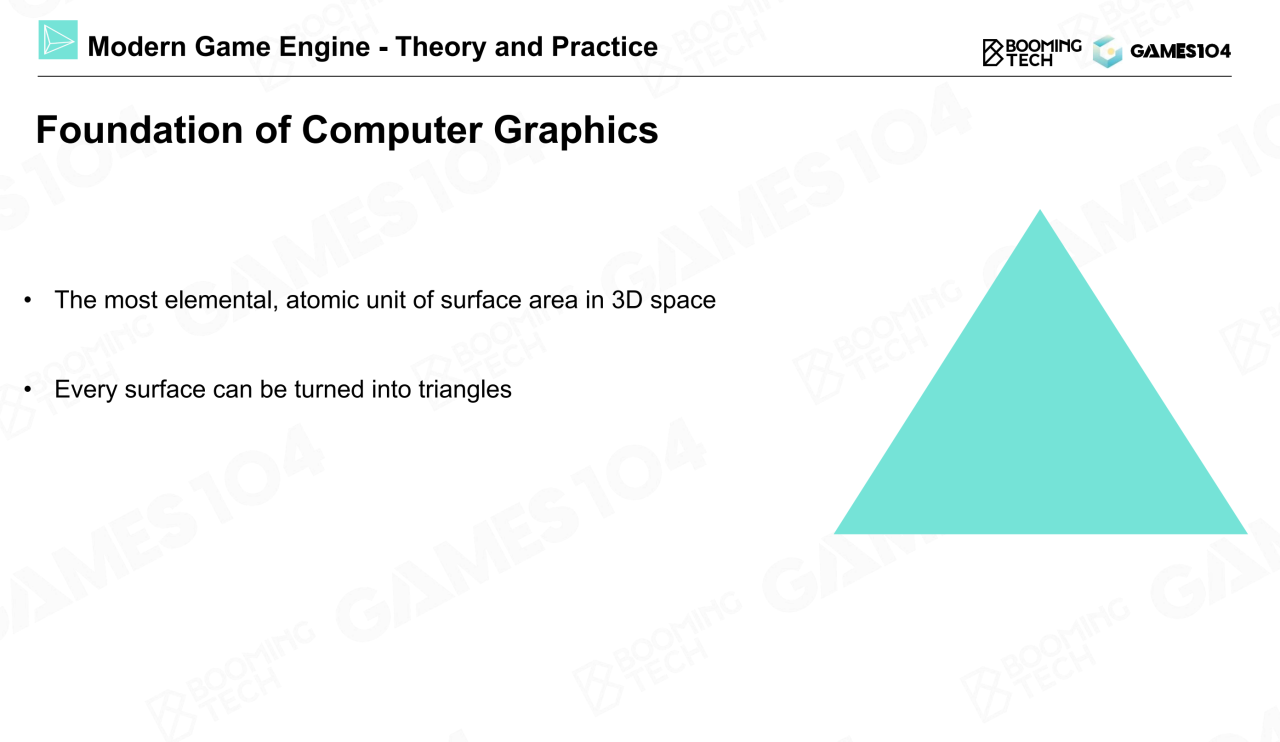 Modern Game Engine - Theory and Practice
BOOMING
TECH
GAMES104
Foundation of Computer Graphics
• The most elemental, atomic unit of surface area in 3D space
• Every surface can be turned into triangles